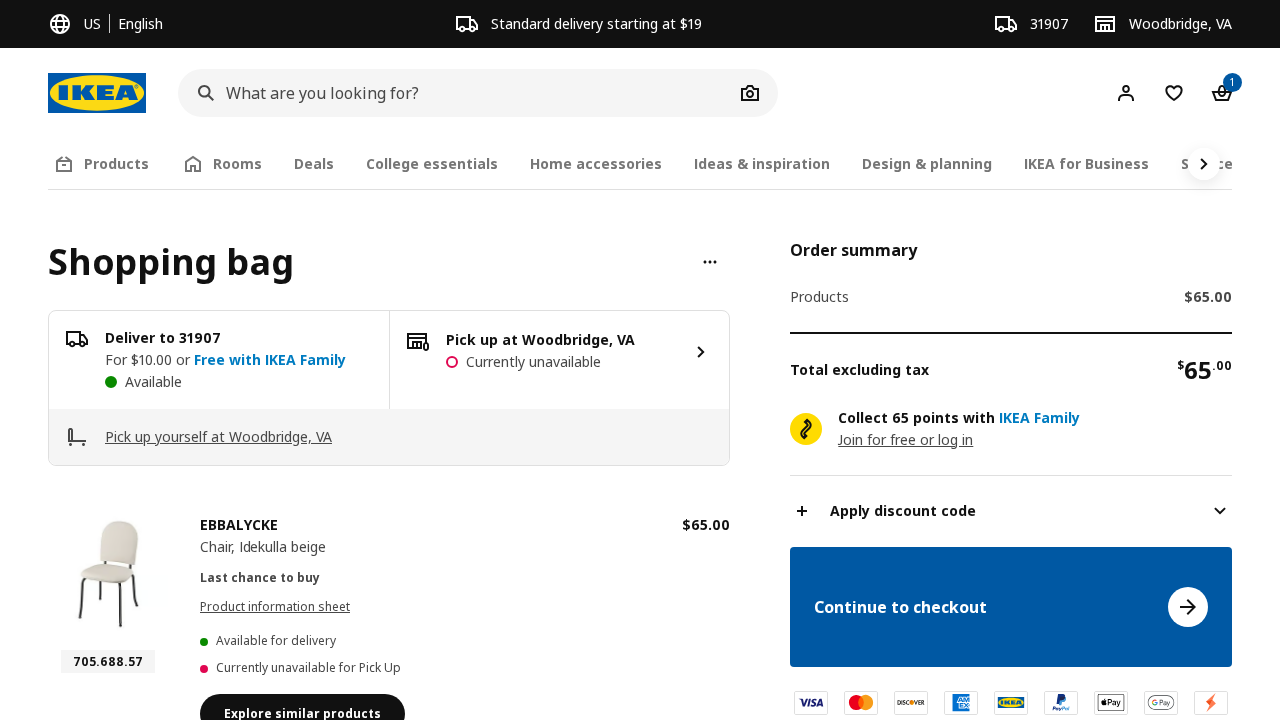 US English
Standard delivery starting at $19
31907
Woodbridge, VA
IKEA
What are you looking for?
1
0
Products
Rooms
Deals
College essentials
Home accessories
Ideas & inspiration
Design & planning
IKEA for Business
Shopping bag
Deliver to 31907
For $10.00 or Free with IKEA Family
Available
Pick up at Woodbridge, VA
Currently unavailable
Pick up yourself at Woodbridge, VA
EBBALYCKE
$65.00
Chair, Idekulla beige
Last chance to buy
Product information sheet
Available for delivery
Currently unavailable for Pick Up
705.688.57
Explore similar products
Order summary
Products
$65.00
Total excluding tax
$65.00
Collect 65 points with IKEA Family
Join for free or log in
Apply discount code
Continue to checkout
VISA
DISCOVER
AMEX
IKEA
PayPal
Pay
G Pay